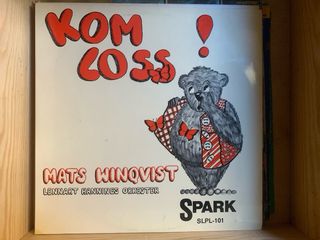 KOM
LOSS!
MATS WINQVIST
LENNART HANNINGS ORKESTER
SPARK
SLPL-101